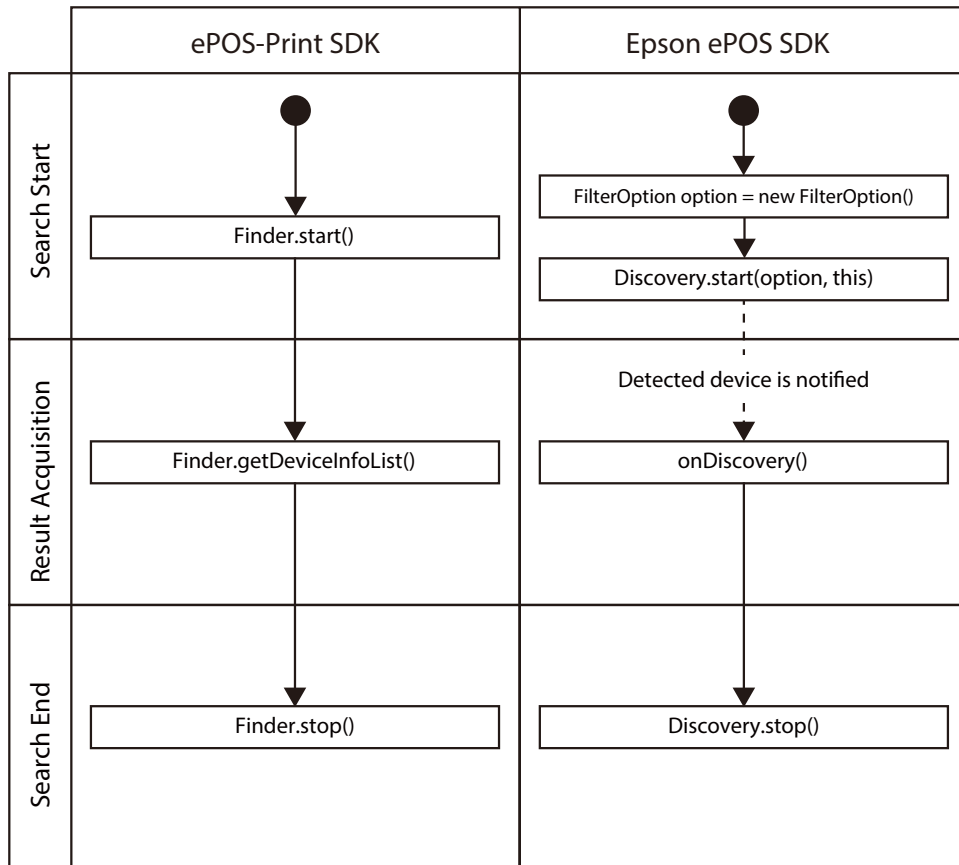 ePOS-Print SDK
Epson ePOS SDK
Search Start
FilterOption option = new FilterOption()
Finder.start()
Discovery.start(option, this)
Result Acquisition
Detected device is notified
Finder.getDeviceInfoList()
onDiscovery()
Search End
Finder.stop()
Discovery.stop()